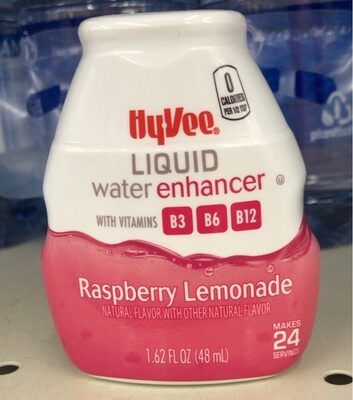 0
CALORIES
PER 1/2 TSP
HyVee
LIQUID
water enhancer
WITH VITAMINS B3 B6 B12
Raspberry Lemonade
NATURAL FLAVOR WITH OTHER NATURAL FLAVOR
MAKES
24
SERVINGS
1.62 FL OZ (48 mL)